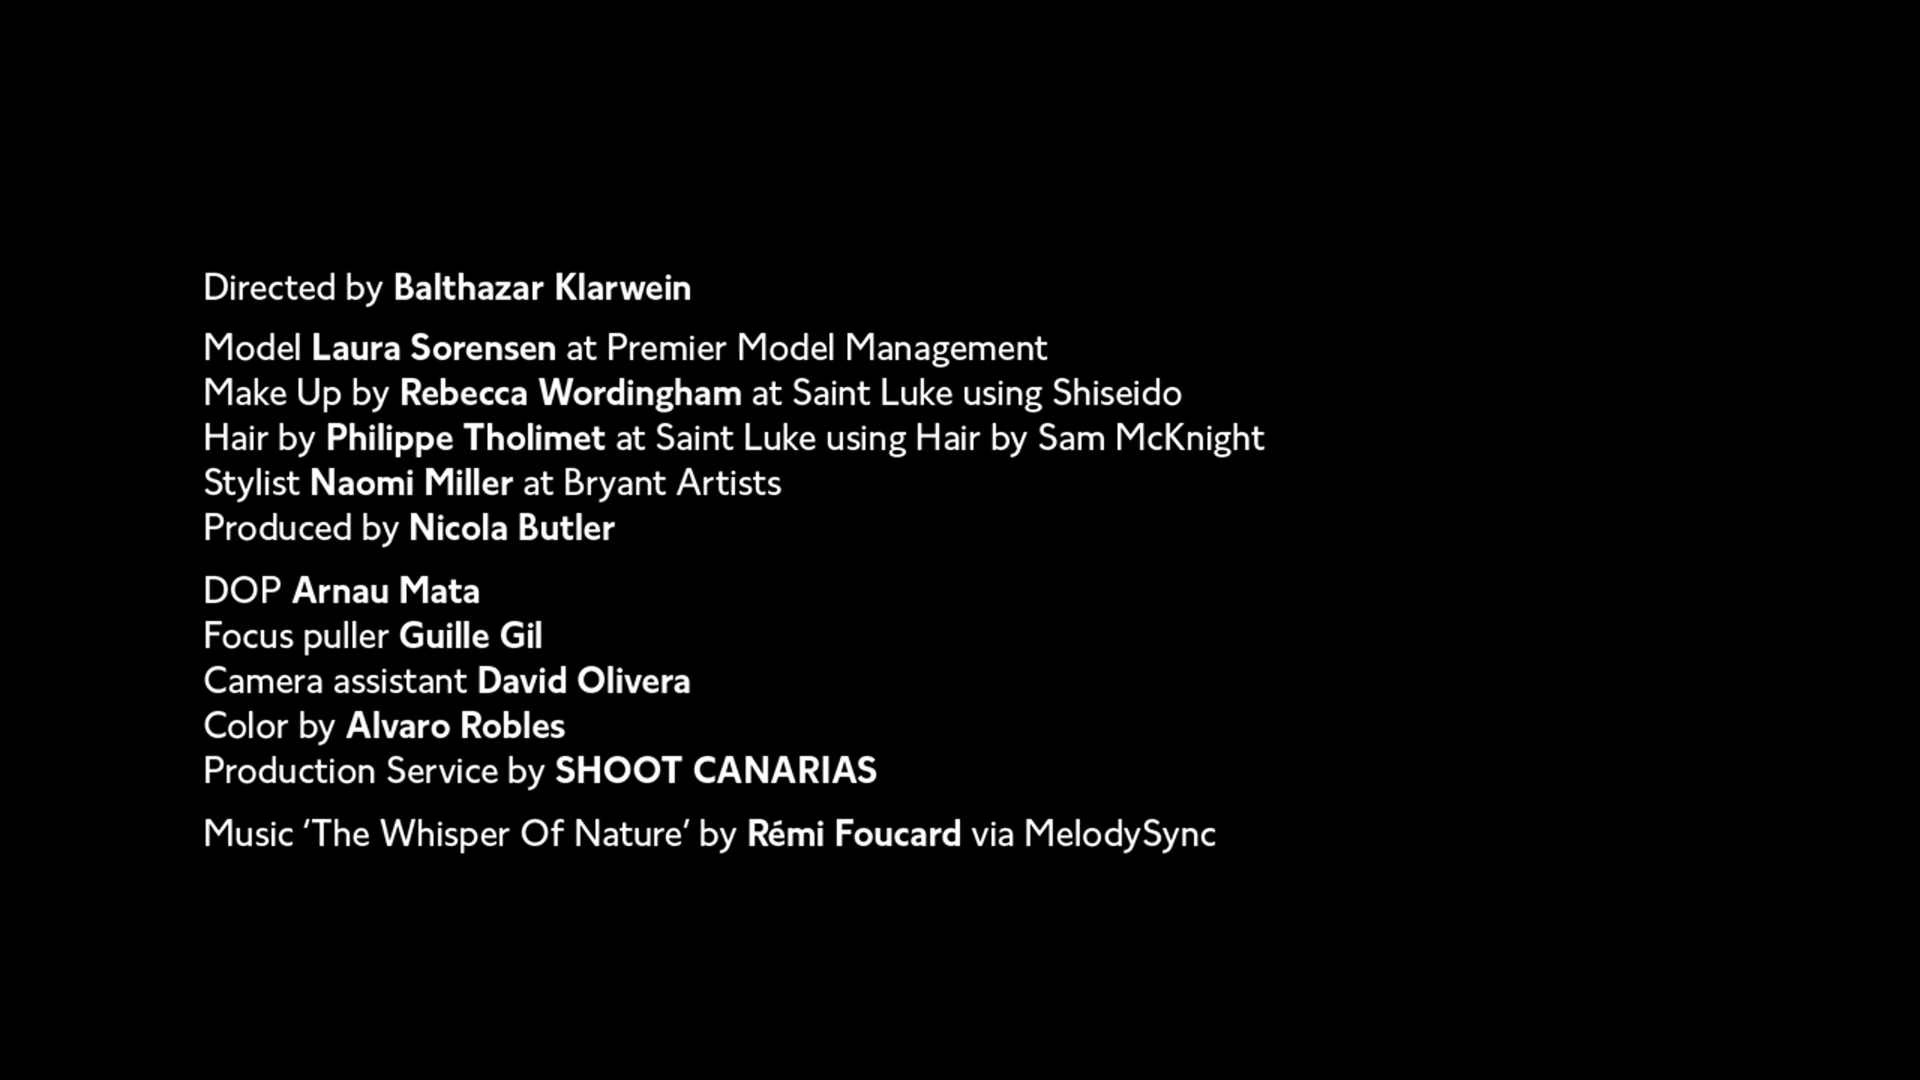 Directed by Balthazar Klarwein
Model Laura Sorensen at Premier Model Management
Make Up by Rebecca Wordingham at Saint Luke using Shiseido
Hair by Philippe Tholimet at Saint Luke using Hair by Sam McKnight
Stylist Naomi Miller at Bryant Artists
Produced by Nicola Butler
DOP Arnau Mata
Focus puller Guille Gil
Camera assistant David Olivera
Color by Alvaro Robles
Production Service by SHOOT CANARIAS
Music ‘The Whisper Of Nature’ by Rémi Foucard via MelodySync